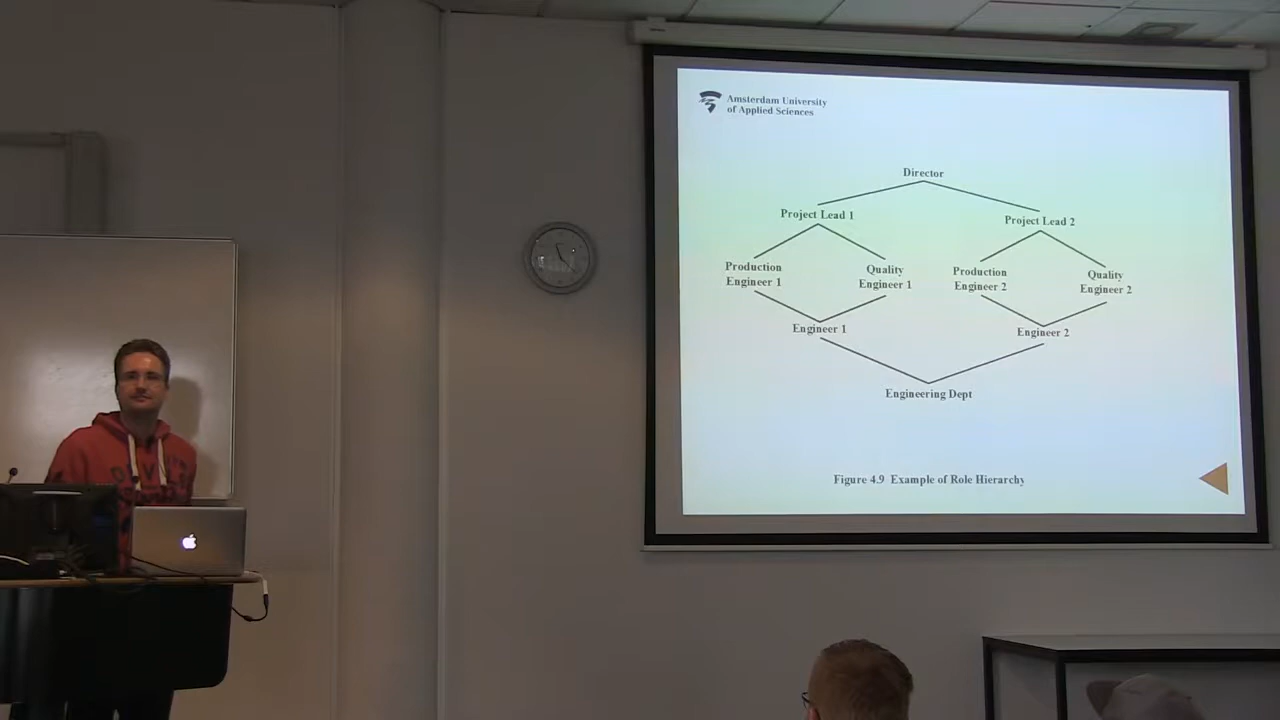 Amsterdam University
of Applied Sciences
Director
Project Lead 1
Project Lead 2
Production
Engineer 1
Quality
Engineer 1
Production
Engineer 2
Quality
Engineer 2
Engineer 1
Engineer 2
Engineering Dept
Figure 4.9 Example of Role Hierarchy